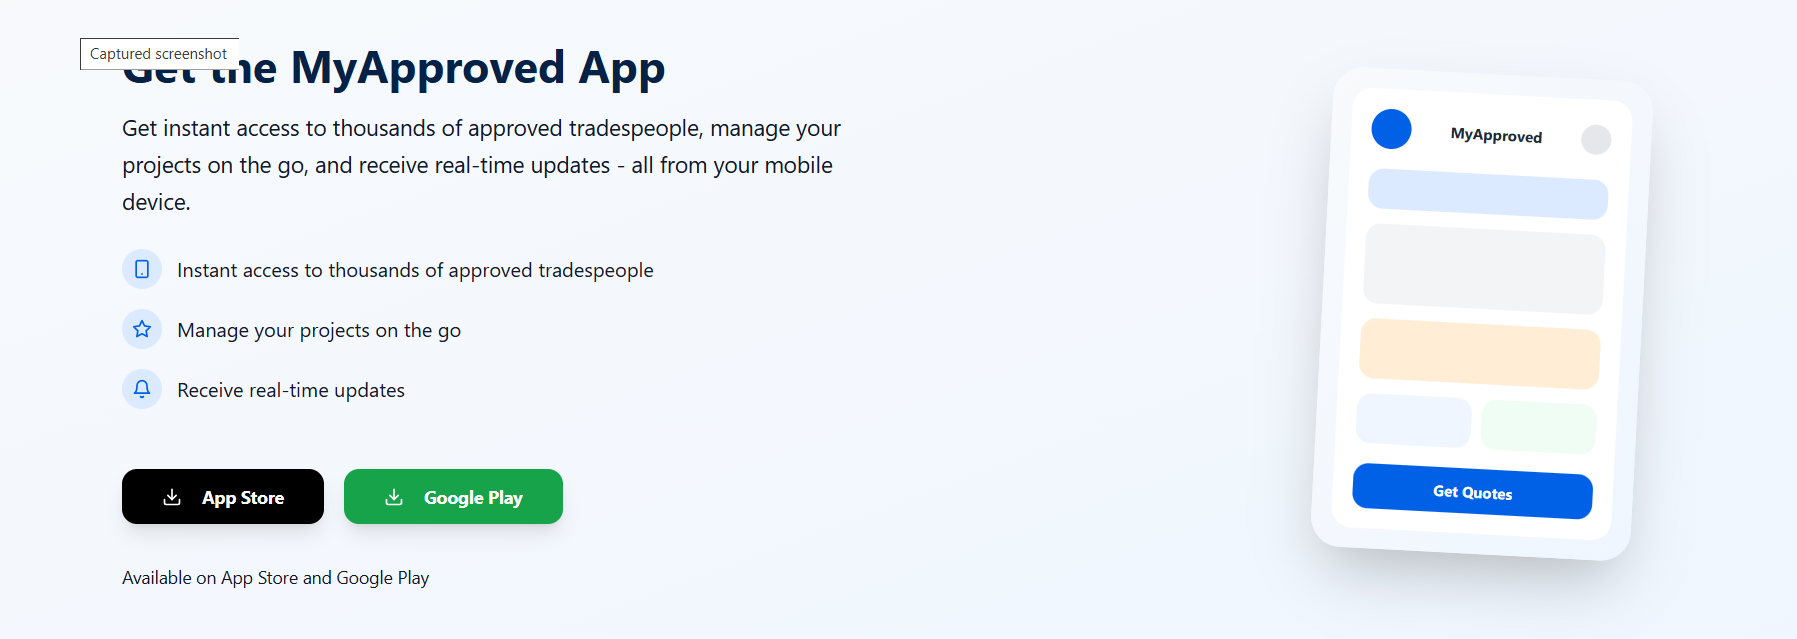 Captured screenshot
Get the MyApproved App
Get instant access to thousands of approved tradespeople, manage your
projects on the go, and receive real-time updates - all from your mobile
device.
Instant access to thousands of approved tradespeople
Manage your projects on the go
Receive real-time updates
App Store
Google Play
Available on App Store and Google Play
MyApproved
Get Quotes